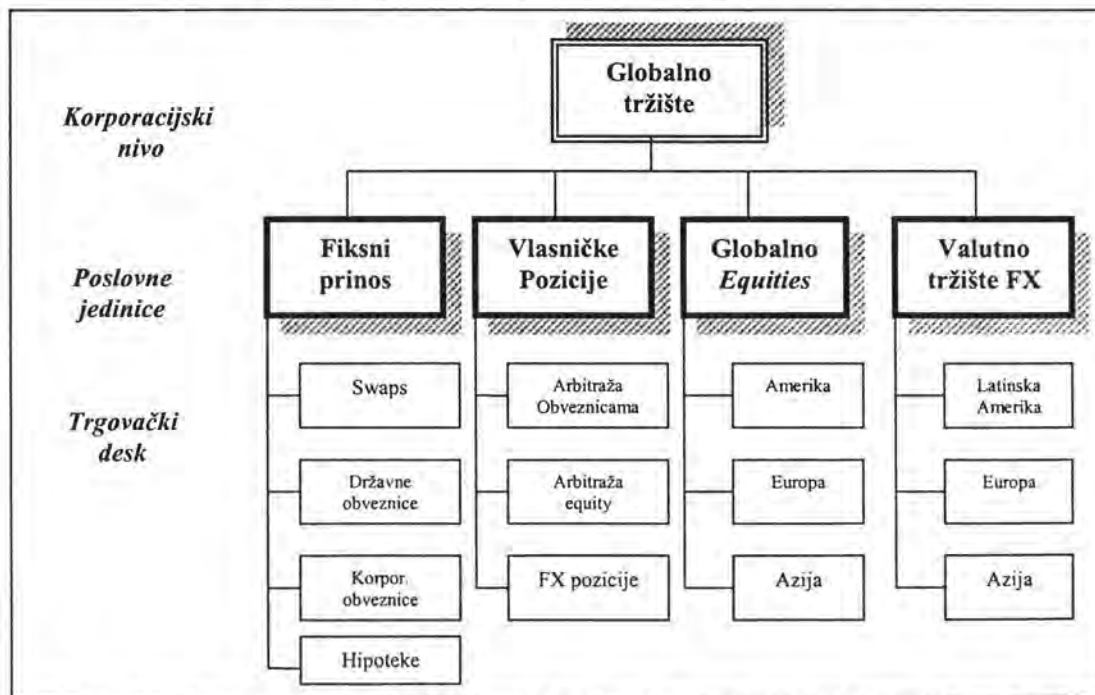 Globalno
tržište
Korporacijski
nivo
Fiksni
prinos
Vlasničke
Pozicije
Globalno
Equities
Valutno
tržište FX
Poslovne
jedinice
Trgovački
desk
Swaps
Arbitraža
Obveznicama
Amerika
Latinska
Amerika
Državne
obveznice
Arbitraža
equity
Europa
Europa
Korpor.
obveznice
FX pozicije
Azija
Azija
Hipoteke